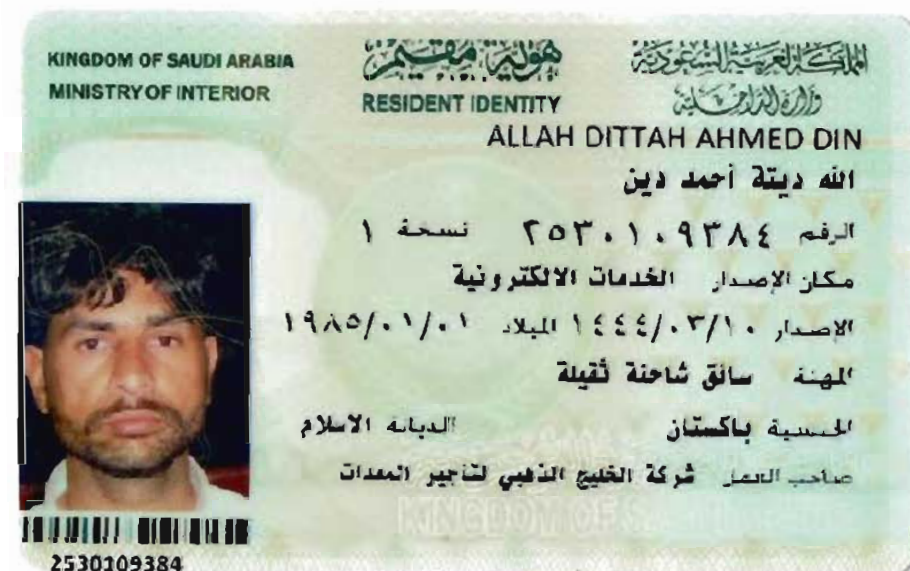 KINGDOM OF SAUDI ARABIA
MINISTRY OF INTERIOR
هوية مقيم
RESIDENT IDENTITY
المملكة العربية السعودية
وزارة الداخلية
ALLAH DITTAH AHMED DIN
الله ديتة أحمد دين
الرقم ٢٥٣٠١٠٩٣٨٤ نسخة ١
مكان الإصدار الخدمات الالكترونية
الإصدار ١٤٤٤/٠٣/١٠ الميلاد ١٩٨٥/٠١/٠١
المهنة سائق شاحنة ثقيلة
الجنسية باكستان الديانة الاسلام
صاحب العمل شركة الخليج الذهبي لتأجير المعدات
KINGDOM OF
2530109384